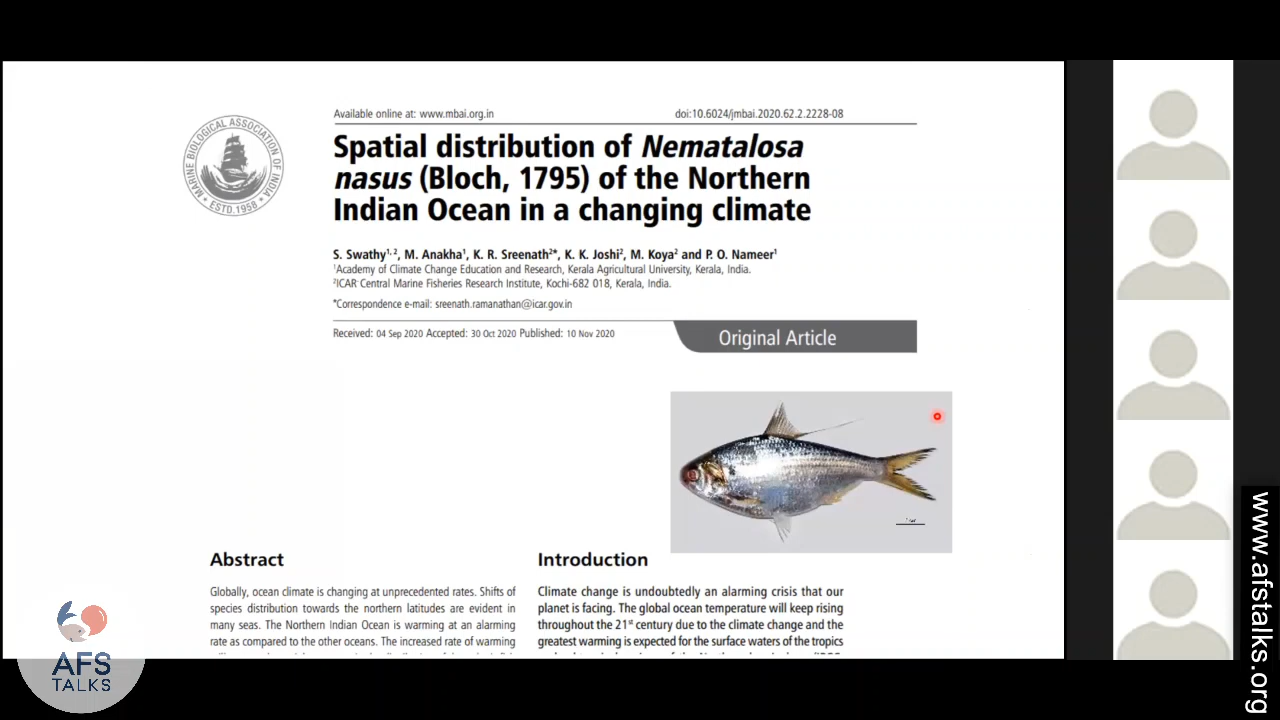 Available online at: www.mbai.org.in
doi:10.6024/jmbai.2020.62.2.2228-08
MARINE BIOLOGICAL ASSOCIATION OF INDIA
ESTD.1958
Spatial distribution of Nematalosa
nasus (Bloch, 1795) of the Northern
Indian Ocean in a changing climate
S. Swathy1, 2, M. Anakha1, K. R. Sreenath2*, K. K. Joshi2, M. Koya2 and P. O. Nameer1
1Academy of Climate Change Education and Research, Kerala Agricultural University, Kerala, India.
2ICAR Central Marine Fisheries Research Institute, Kochi-682 018, Kerala, India.
*Correspondence e-mail: sreenath.ramanathan@icar.gov.in
Received: 04 Sep 2020 Accepted: 30 Oct 2020 Published: 10 Nov 2020
Original Article
Abstract
Globally, ocean climate is changing at unprecedented rates. Shifts of
species distribution towards the northern latitudes are evident in
many seas. The Northern Indian Ocean is warming at an alarming
rate as compared to the other oceans. The increased rate of warming
Introduction
Climate change is undoubtedly an alarming crisis that our
planet is facing. The global ocean temperature will keep rising
throughout the 21st century due to the climate change and the
greatest warming is expected for the surface waters of the tropics
AFS
TALKS
www.afstalks.org